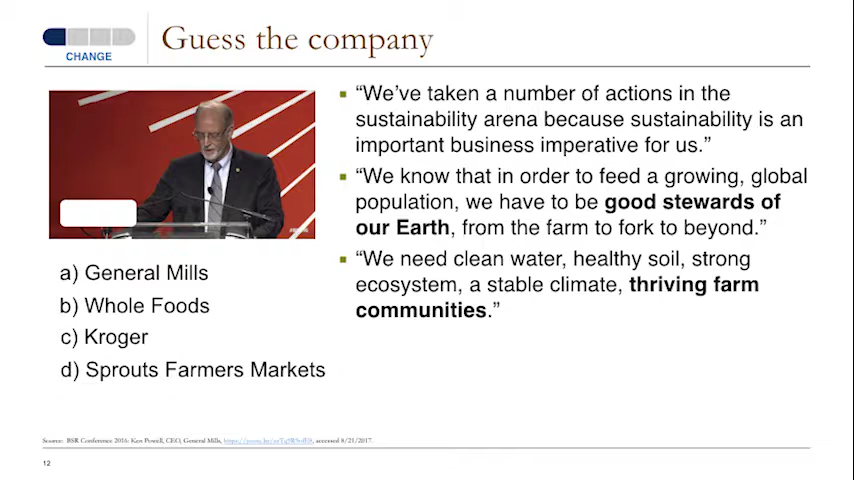 CHANGE
Guess the company
“We’ve taken a number of actions in the
sustainability arena because sustainability is an
important business imperative for us.”
“We know that in order to feed a growing, global
population, we have to be good stewards of
our Earth, from the farm to fork to beyond.”
“We need clean water, healthy soil, strong
ecosystem, a stable climate, thriving farm
communities.”
a) General Mills
b) Whole Foods
c) Kroger
d) Sprouts Farmers Markets
Source: BSR Conference 2016: Ken Powell, CEO, General Mills, accessed 8/21/2017.
12